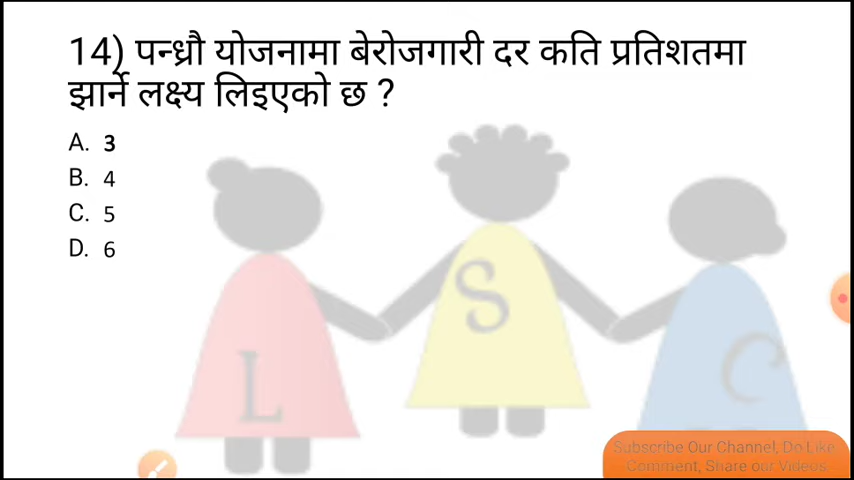 14) पन्ध्रौ योजनामा बेरोजगारी दर कति प्रतिशतमा
झार्ने लक्ष्य लिइएको छ ?
A. 3
B. 4
C. 5
D. 6
L
S
C
Subscribe Our Channel, Do Like,
Comment, Share our Videos